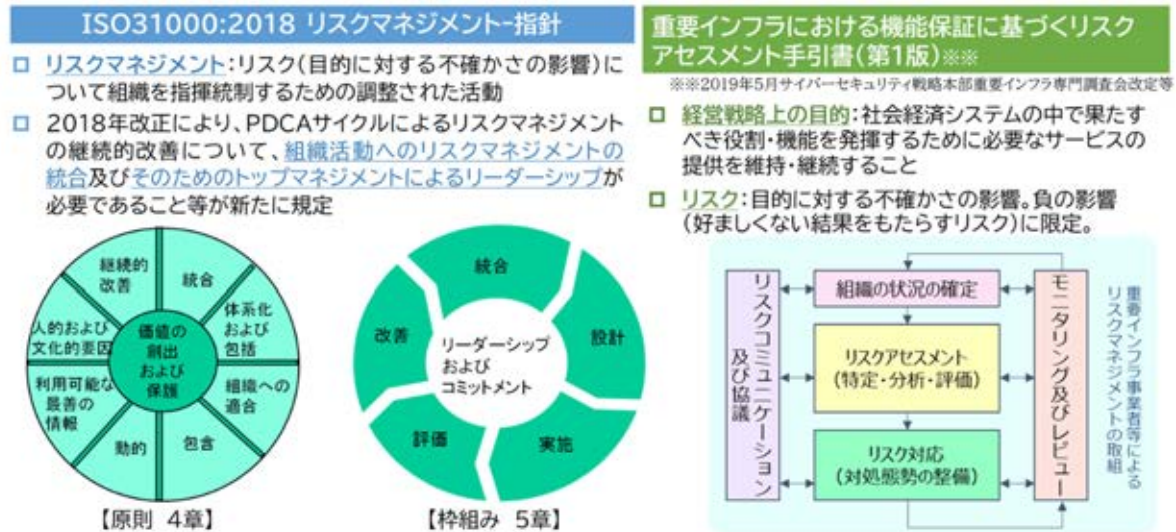 ISO31000:2018 リスクマネジメント-指針
リスクマネジメント:リスク(目的に対する不確かさの影響)に
ついて組織を指揮統制するための調整された活動
2018年改正により、PDCAサイクルによるリスクマネジメント
の継続的改善について、組織活動へのリスクマネジメントの
統合及びそのためのトップマネジメントによるリーダーシップが
必要であること等が新たに規定
継続的
改善
統合
体系化
および
包括
組織への
適合
包含
動的
利用可能な
最善の
情報
人的および
文化的要因
価値の
創出
および
保護
【原則 4章】
統合
設計
実施
評価
改善
リーダーシップ
および
コミットメント
【枠組み 5章】
重要インフラにおける機能保証に基づくリスク
アセスメント手引書(第1版)※※
※※2019年5月サイバーセキュリティ戦略本部重要インフラ専門調査会改定等
経営戦略上の目的:社会経済システムの中で果たす
べき役割・機能を発揮するために必要なサービスの
提供を維持・継続すること
リスク:目的に対する不確かさの影響。負の影響
(好ましくない結果をもたらすリスク)に限定。
リスクコミュニケーション
及び協議
組織の状況の確定
リスクアセスメント
(特定・分析・評価)
リスク対応
(対処態勢の整備)
モニタリング及びレビュー
重要インフラ事業者等による
リスクマネジメントの取組